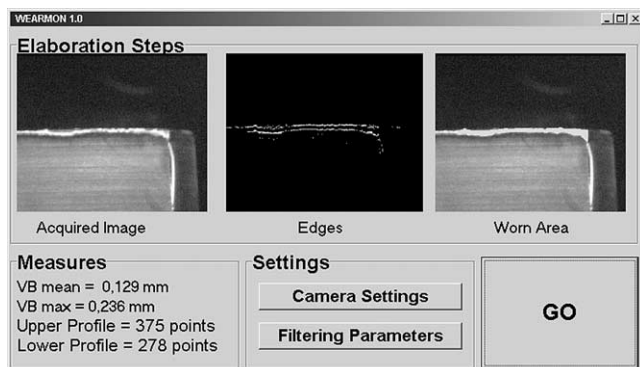 WEARMON 1.0
Elaboration Steps
Acquired Image
Edges
Worn Area
Measures
VB mean = 0,129 mm
VB max = 0,236 mm
Upper Profile = 375 points
Lower Profile = 278 points
Settings
Camera Settings
Filtering Parameters
GO